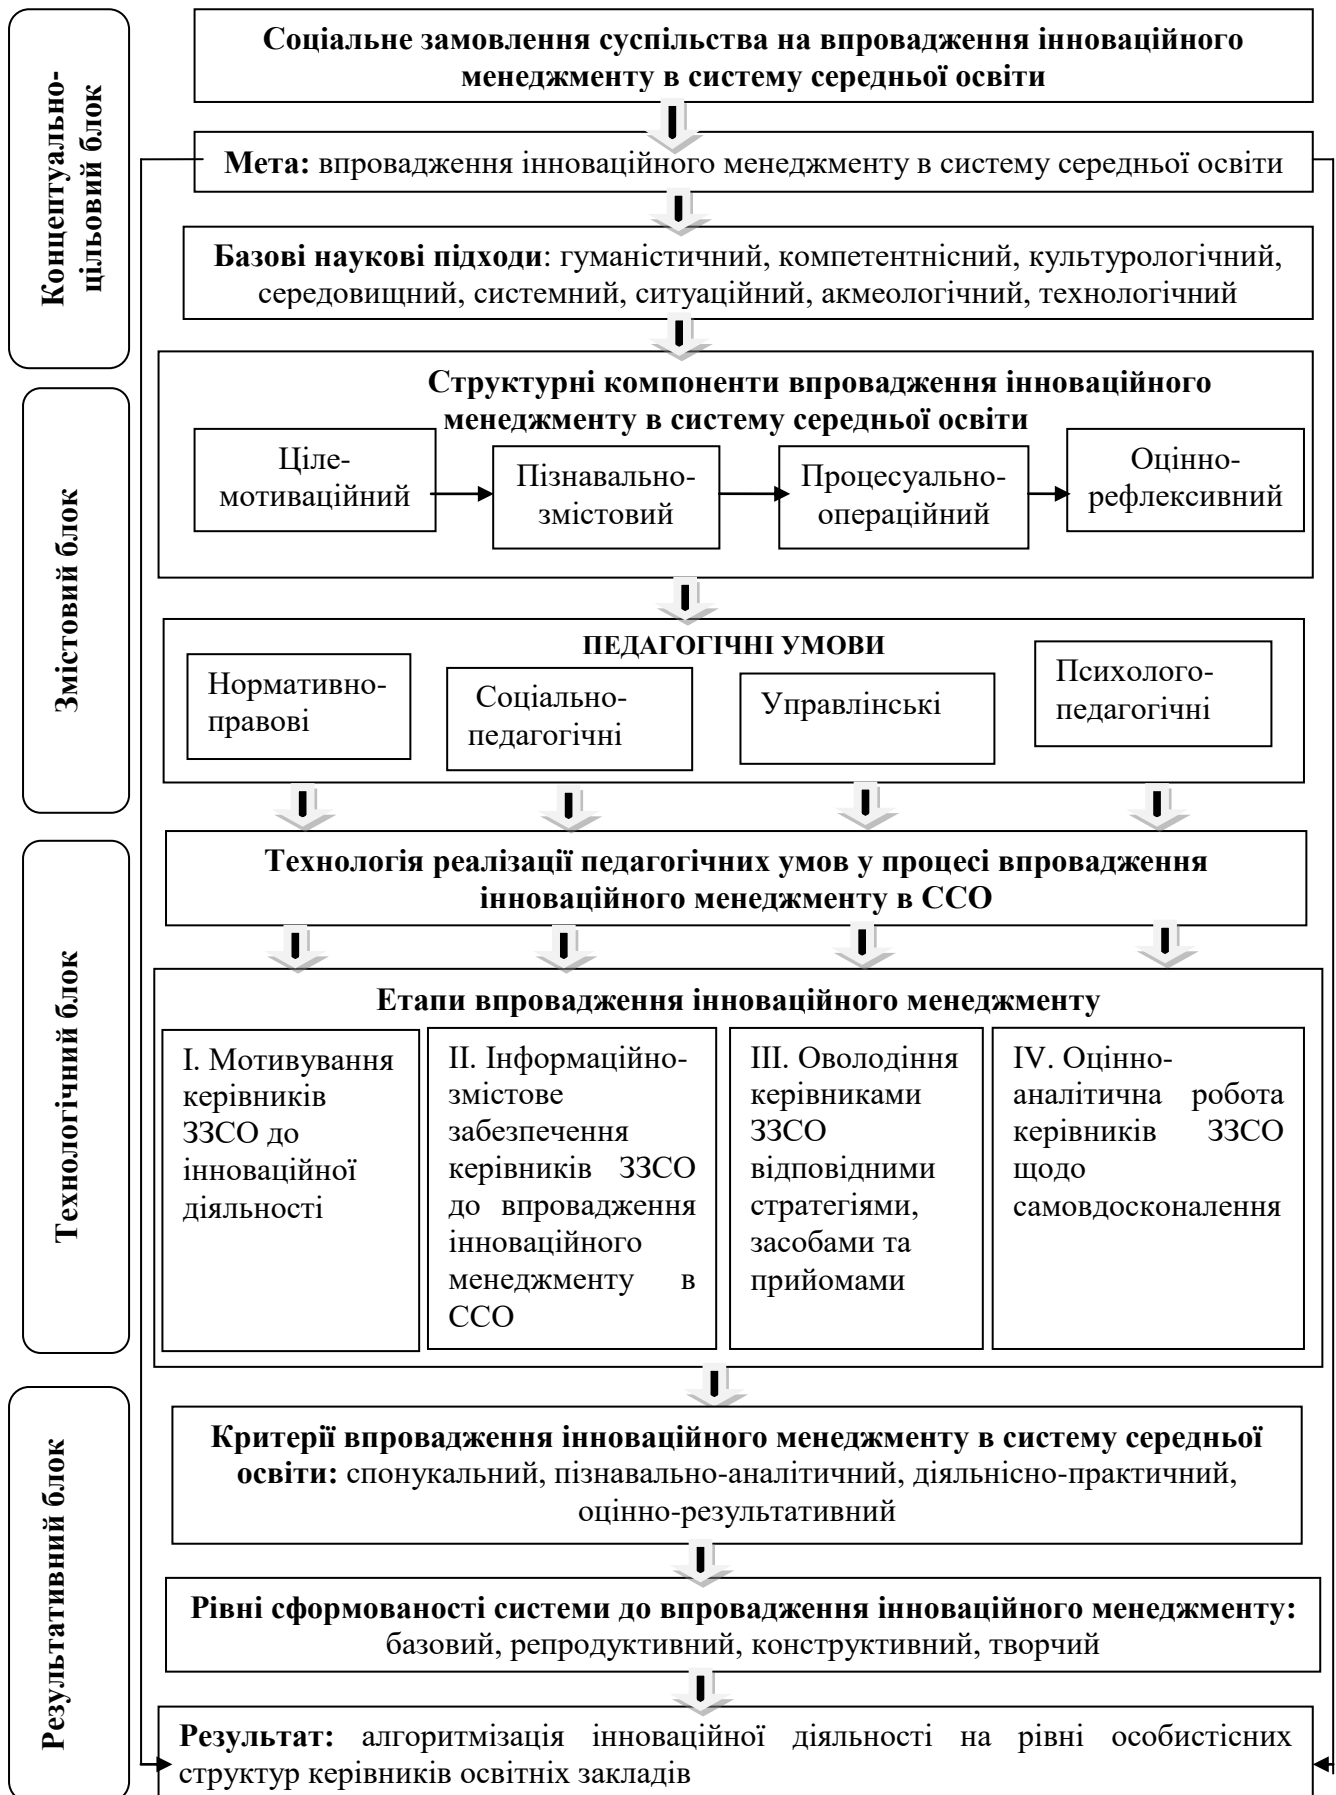 Концептуально-
цільовий блок
Соціальне замовлення суспільства на впровадження інноваційного
менеджменту в систему середньої освіти
Мета: впровадження інноваційного менеджменту в систему середньої освіти
Базові наукові підходи: гуманістичний, компетентнісний, культурологічний,
середовищний, системний, ситуаційний, акмеологічний, технологічний
Змістовий блок
Структурні компоненти впровадження інноваційного
менеджменту в систему середньої освіти
Ціле-
мотиваційний
Пізнавально-
змістовий
Процесуально-
операційний
Оцінно-
рефлексивний
ПЕДАГОГІЧНІ УМОВИ
Нормативно-
правові
Соціально-
педагогічні
Управлінські
Психолого-
педагогічні
Технологічний блок
Технологія реалізації педагогічних умов у процесі впровадження
інноваційного менеджменту в ССО
Етапи впровадження інноваційного менеджменту
І. Мотивування
керівників
ЗЗСО до
інноваційної
діяльності
ІІ. Інформаційно-
змістове
забезпечення
керівників ЗЗСО
до впровадження
інноваційного
менеджменту в
ССО
ІІІ. Оволодіння
керівниками
ЗЗСО
відповідними
стратегіями,
засобами та
прийомами
IV. Оцінно-
аналітична робота
керівників ЗЗСО
щодо
самовдосконалення
Результативний блок
Критерії впровадження інноваційного менеджменту в систему середньої
освіти: спонукальний, пізнавально-аналітичний, діяльнісно-практичний,
оцінно-результативний
Рівні сформованості системи до впровадження інноваційного менеджменту:
базовий, репродуктивний, конструктивний, творчий
Результат: алгоритмізація інноваційної діяльності на рівні особистісних
структур керівників освітніх закладів